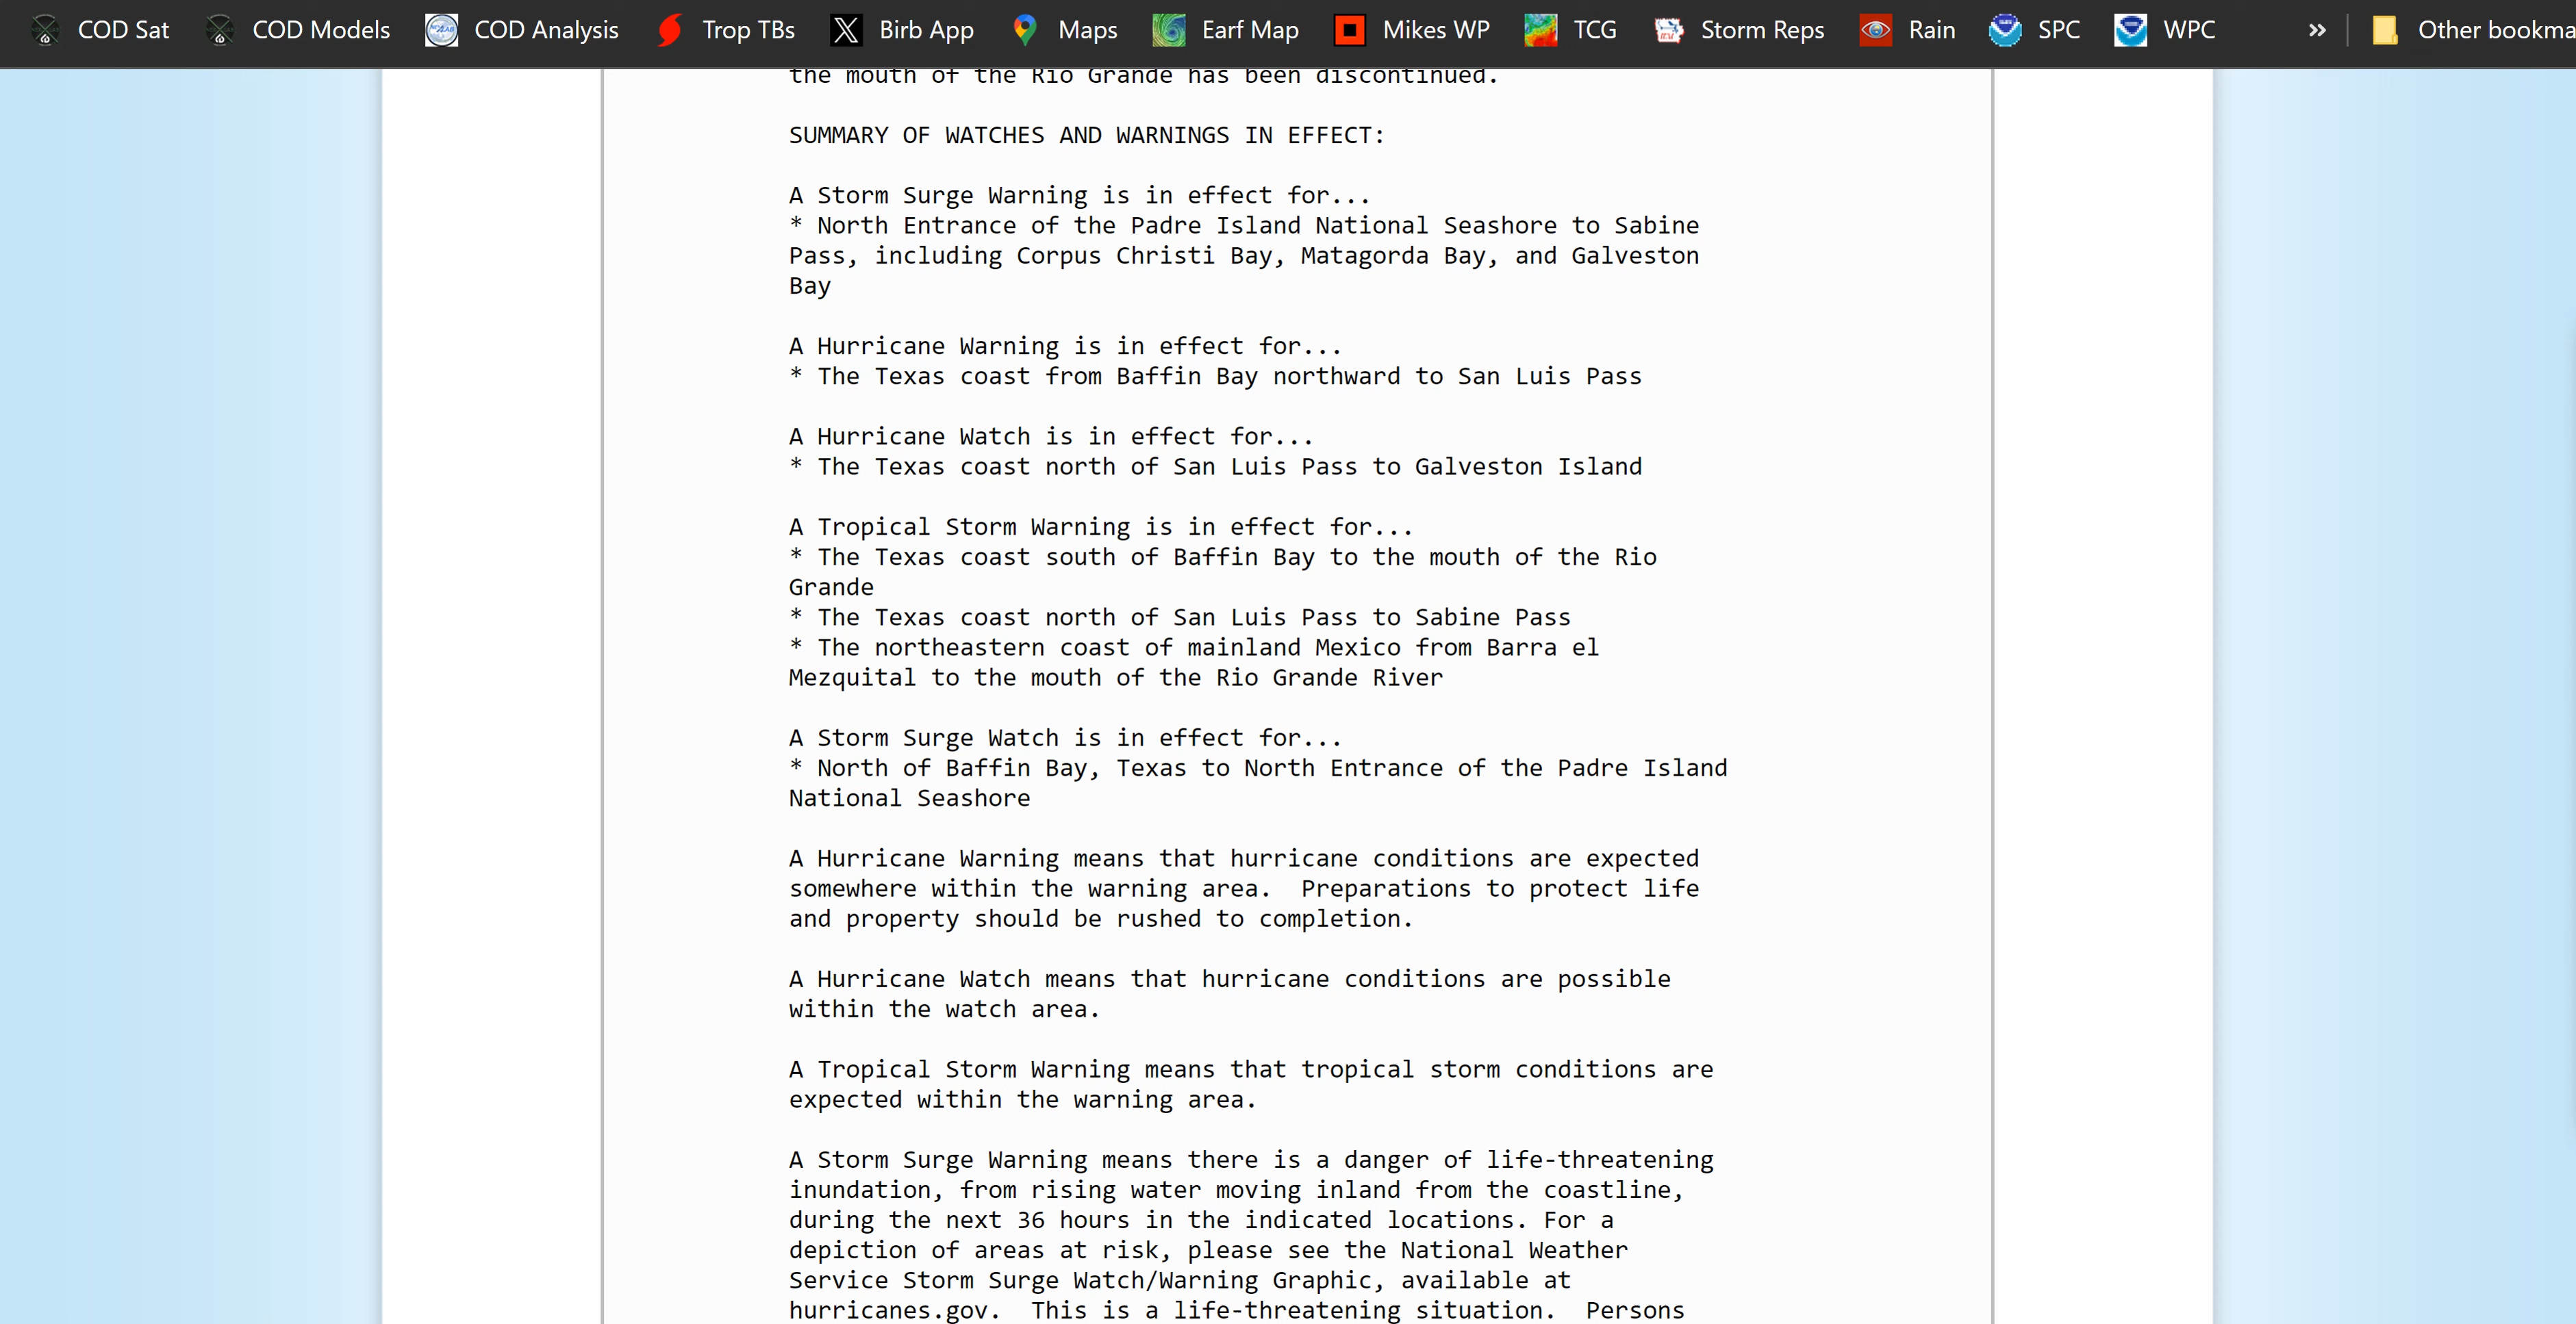 COD Sat COD Models COD Analysis Trop TBs Birb App Maps Earf Map Mikes WP TCG Storm Reps Rain SPC WPC » Other bookma
the mouth of the Rio Grande has been discontinued.
SUMMARY OF WATCHES AND WARNINGS IN EFFECT:
A Storm Surge Warning is in effect for...
* North Entrance of the Padre Island National Seashore to Sabine
Pass, including Corpus Christi Bay, Matagorda Bay, and Galveston
Bay
A Hurricane Warning is in effect for...
* The Texas coast from Baffin Bay northward to San Luis Pass
A Hurricane Watch is in effect for...
* The Texas coast north of San Luis Pass to Galveston Island
A Tropical Storm Warning is in effect for...
* The Texas coast south of Baffin Bay to the mouth of the Rio
Grande
* The Texas coast north of San Luis Pass to Sabine Pass
* The northeastern coast of mainland Mexico from Barra el
Mezquital to the mouth of the Rio Grande River
A Storm Surge Watch is in effect for...
* North of Baffin Bay, Texas to North Entrance of the Padre Island
National Seashore
A Hurricane Warning means that hurricane conditions are expected
somewhere within the warning area.  Preparations to protect life
and property should be rushed to completion.
A Hurricane Watch means that hurricane conditions are possible
within the watch area.
A Tropical Storm Warning means that tropical storm conditions are
expected within the warning area.
A Storm Surge Warning means there is a danger of life-threatening
inundation, from rising water moving inland from the coastline,
during the next 36 hours in the indicated locations. For a
depiction of areas at risk, please see the National Weather
Service Storm Surge Watch/Warning Graphic, available at
hurricanes.gov.  This is a life-threatening situation.  Persons